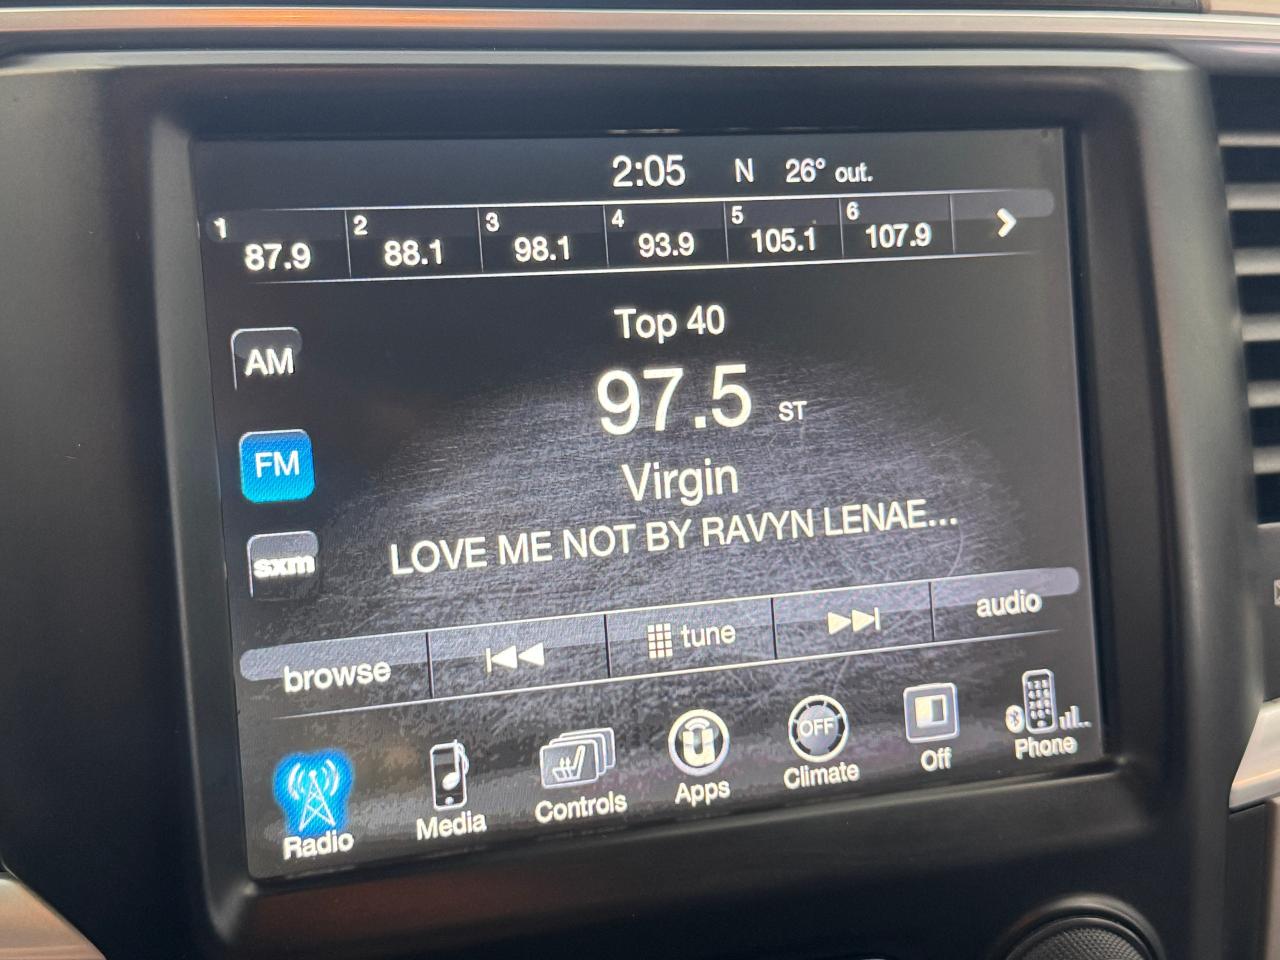 2:05 N 26° out.
1 2 3 4 5 6
87.9 88.1 98.1 93.9 105.1 107.9
Top 40
AM
97.5 ST
FM
Virgin
LOVE ME NOT BY RAVYN LENAE...
sxm
browse tune audio
OFF
Radio Media Controls Apps Climate Off Phone